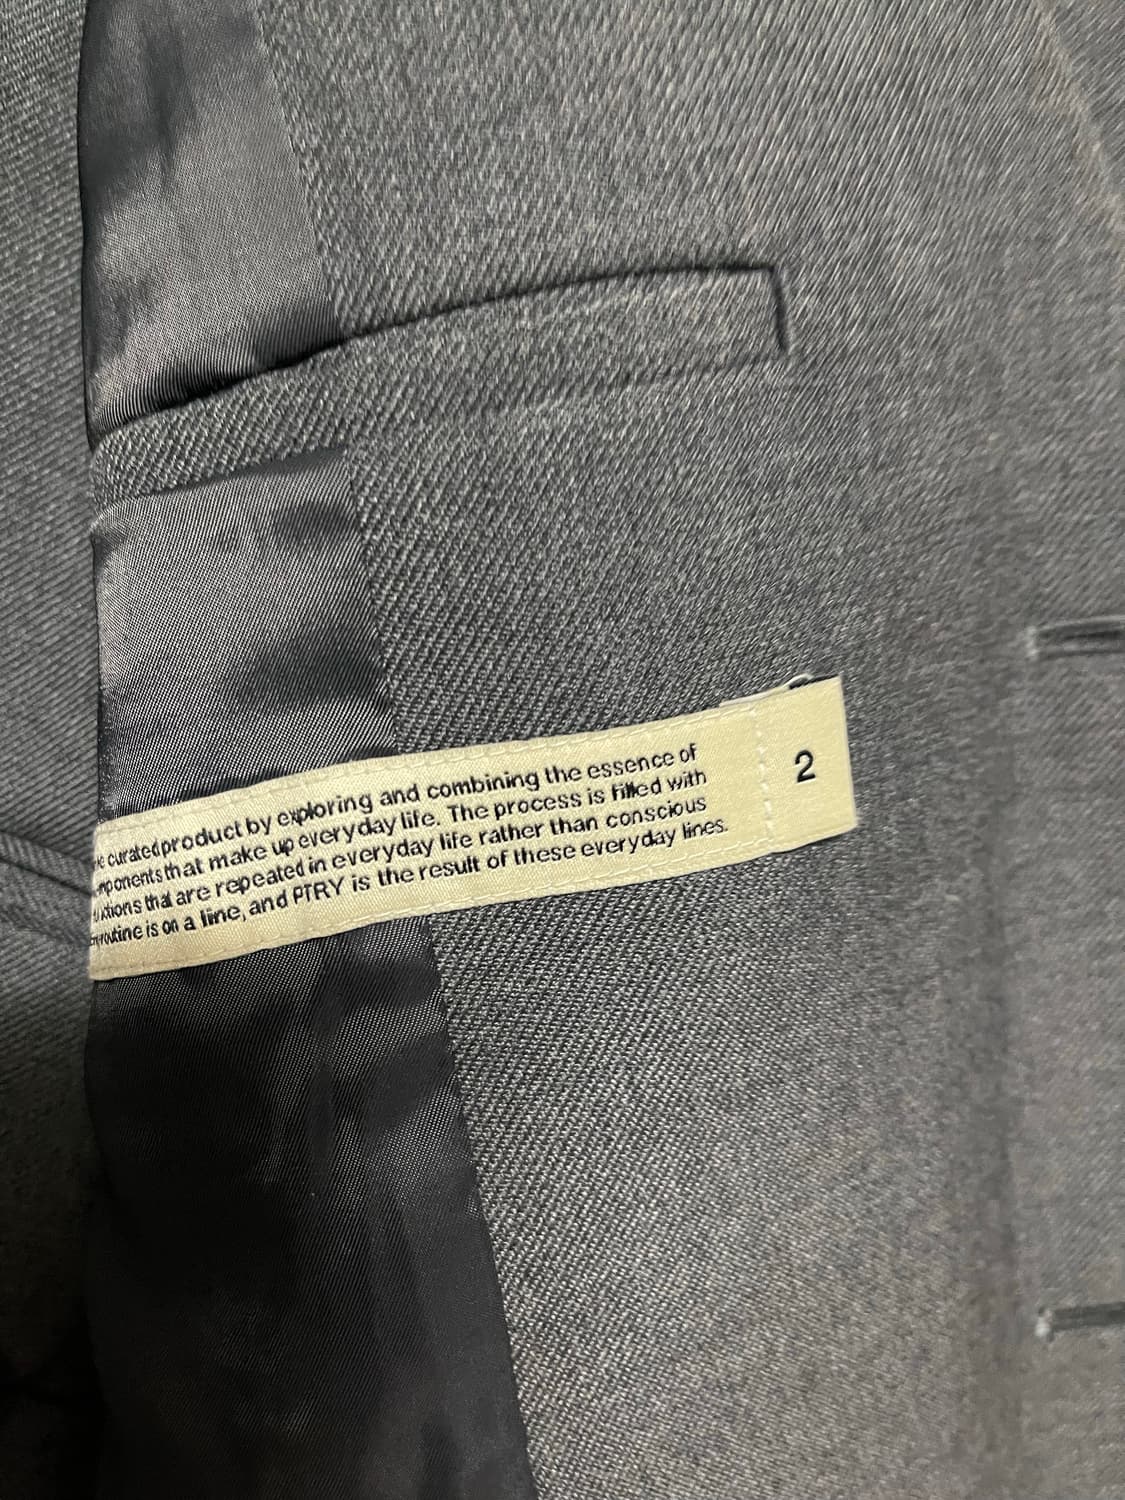 curated product by exploring and combining the essence of
that make up everyday life. The process is filled with
that are repeated in everyday life rather than conscious
routine is on a line, and PTRY is the result of these everyday lines.
2